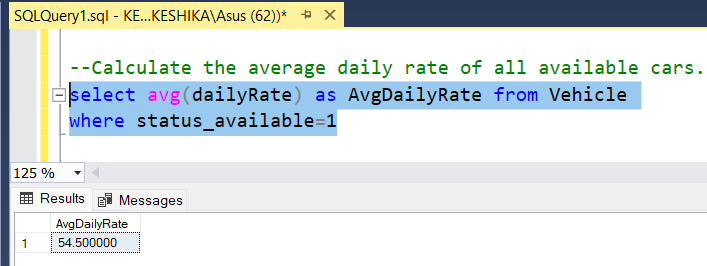 SQLQuery1.sql - KE...KESHIKA\Asus (62))*
--Calculate the average daily rate of all available cars.
select avg(dailyRate) as AvgDailyRate from Vehicle
where status_available=1
125 %
Results Messages
AvgDailyRate
1 54.500000